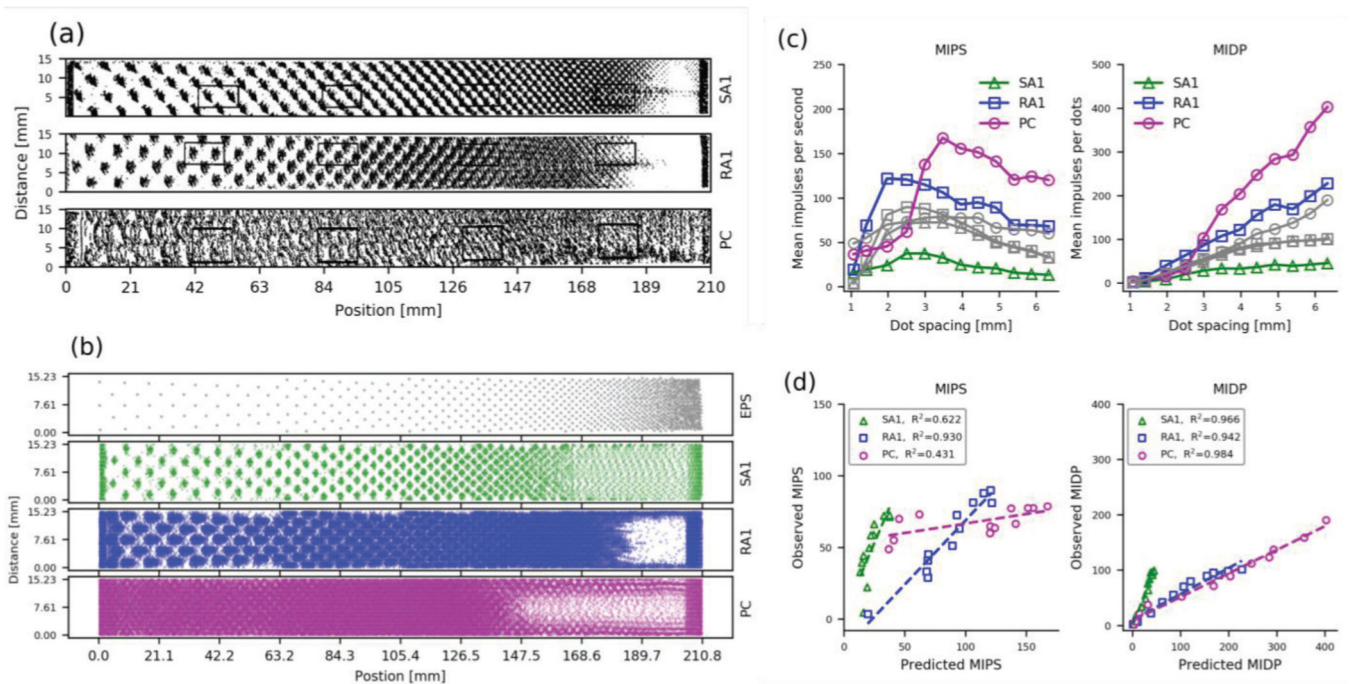 (a)
15
10
5
SA1
15
10
5
0
RA1
15
10
5
0
PC
Distance [mm]
0 21 42 63 84 105 126 147 168 189 210
Position [mm]
(b)
15.23
7.61
0.00
EPS
15.23
7.61
0.00
SA1
15.23
7.61
0.00
RA1
15.23
7.61
0.00
PC
Distance [mm]
0.0 21.1 42.2 63.2 84.3 105.4 126.5 147.5 168.6 189.7 210.8
Postion [mm]
(c)
MIPS
SA1
RA1
PC
250
200
150
100
50
0
Mean impulses per second
1 2 3 4 5 6
Dot spacing [mm]
MIDP
SA1
RA1
PC
500
400
300
200
100
0
Mean impulses per dots
1 2 3 4 5 6
Dot spacing [mm]
(d)
MIPS
SA1, R²=0.622
RA1, R²=0.930
PC, R²=0.431
150
100
50
0
Observed MIPS
0 50 100 150
Predicted MIPS
MIDP
SA1, R²=0.966
RA1, R²=0.942
PC, R²=0.984
400
300
200
100
0
Observed MIDP
0 100 200 300 400
Predicted MIDP